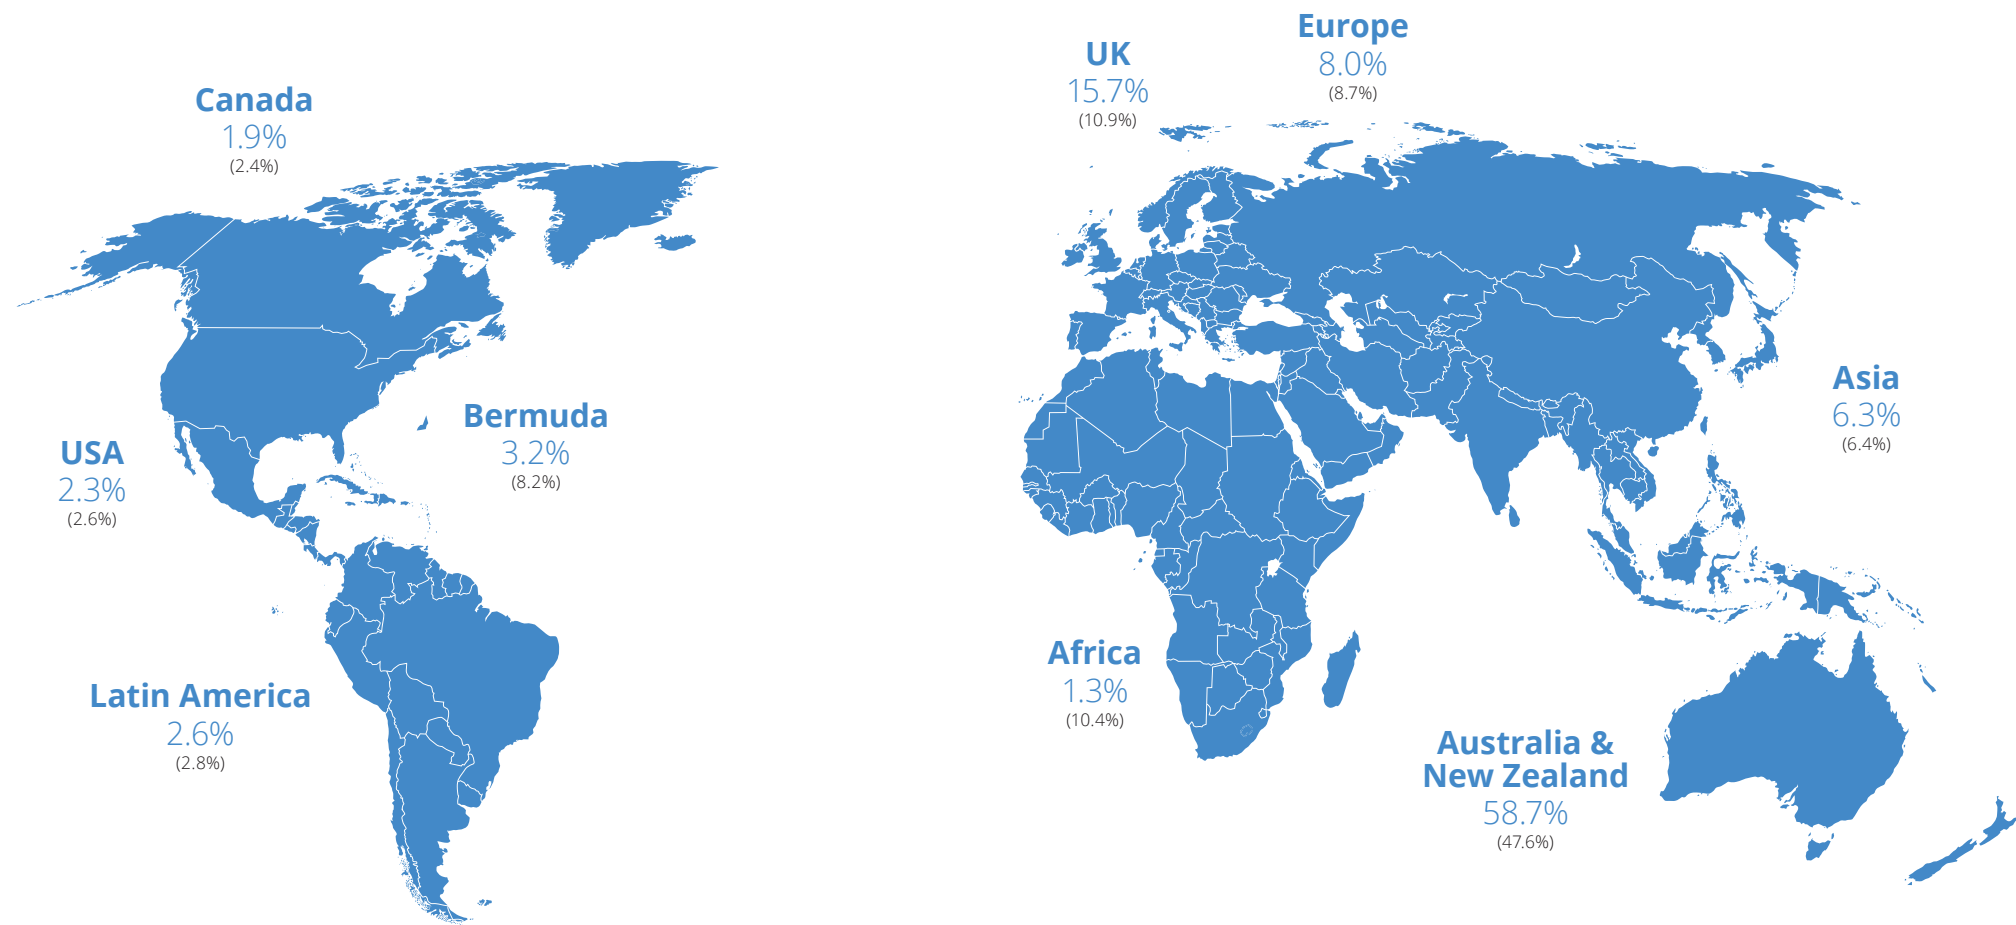 Europe
8.0%
(8.7%)
UK
15.7%
(10.9%)
Canada
1.9%
(2.4%)
Asia
6.3%
(6.4%)
Bermuda
3.2%
(8.2%)
USA
2.3%
(2.6%)
Africa
1.3%
(10.4%)
Latin America
2.6%
(2.8%)
Australia &
New Zealand
58.7%
(47.6%)